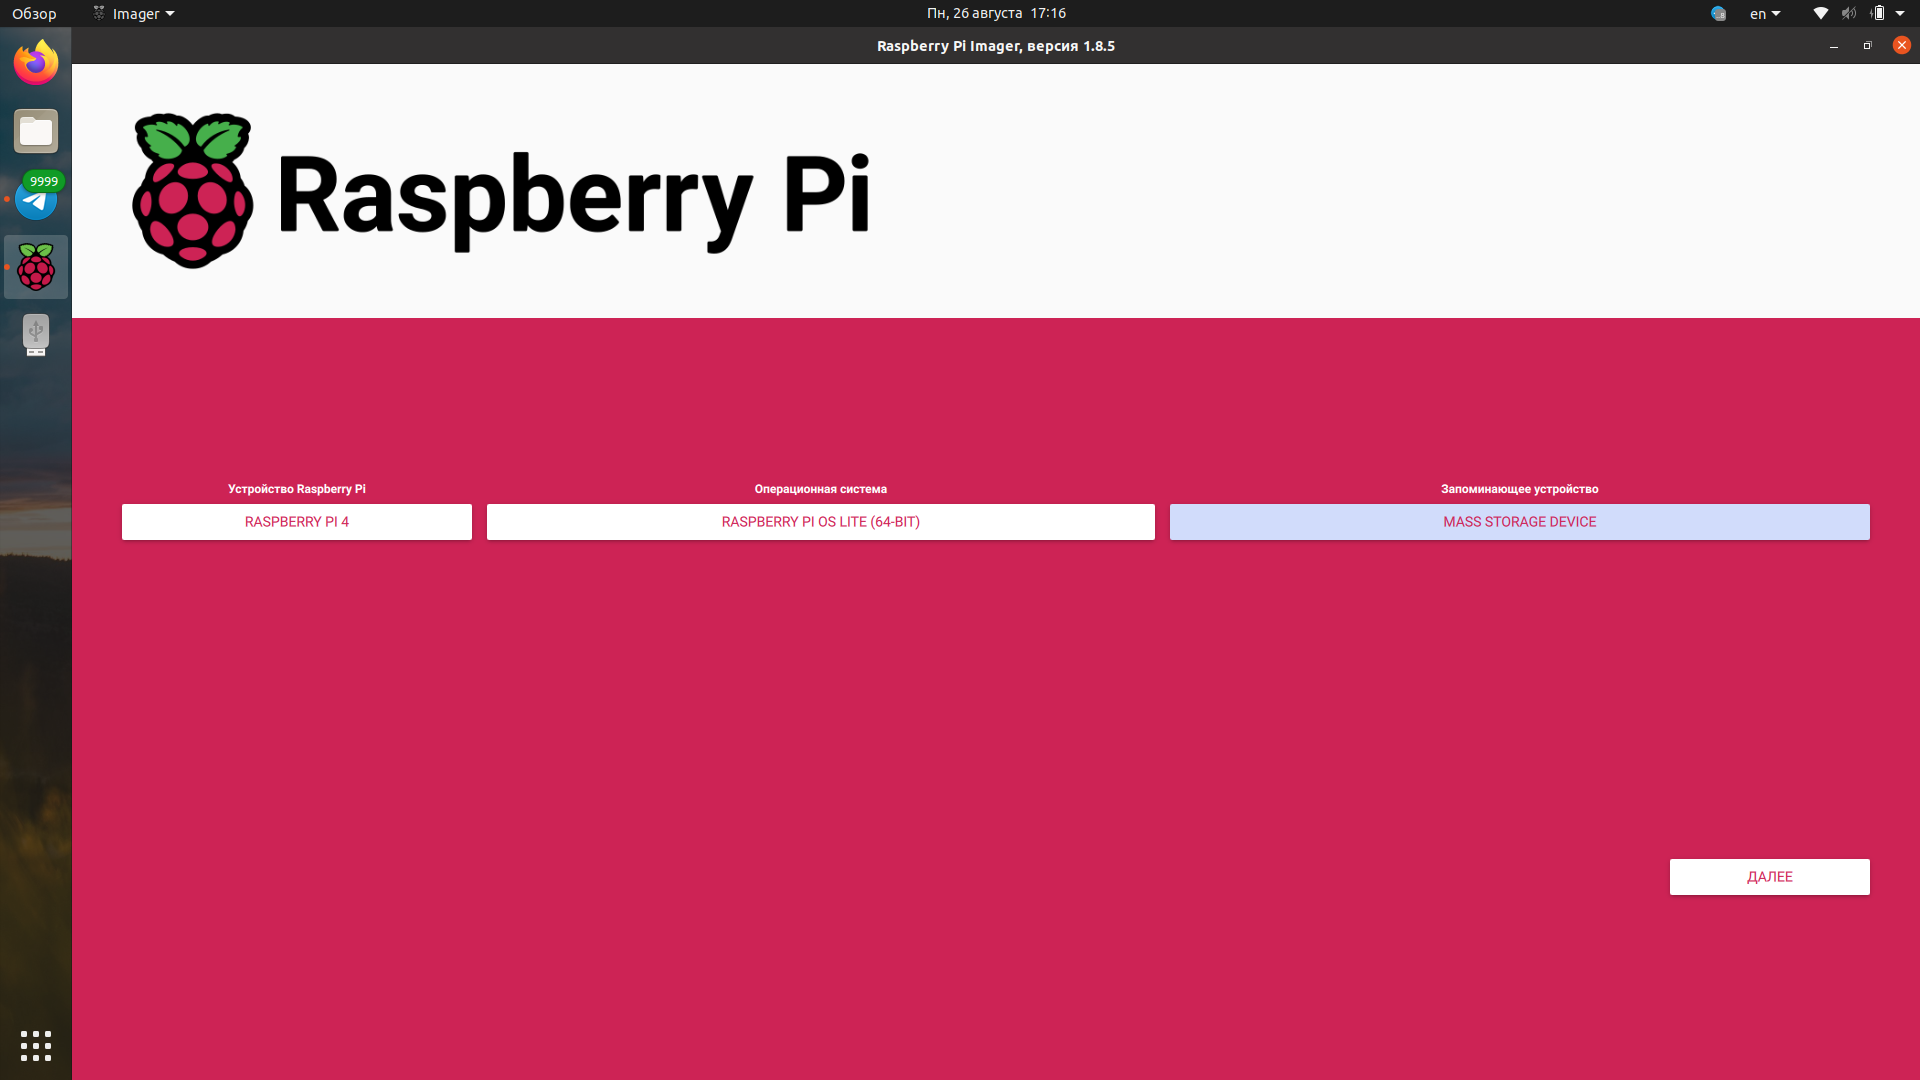 Обзор
Imager
Пн, 26 августа 17:16
en
Raspberry Pi Imager, версия 1.8.5
9999
Raspberry Pi
Устройство Raspberry Pi
Операционная система
Запоминающее устройство
RASPBERRY PI 4
RASPBERRY PI OS LITE (64-BIT)
MASS STORAGE DEVICE
ДАЛЕЕ